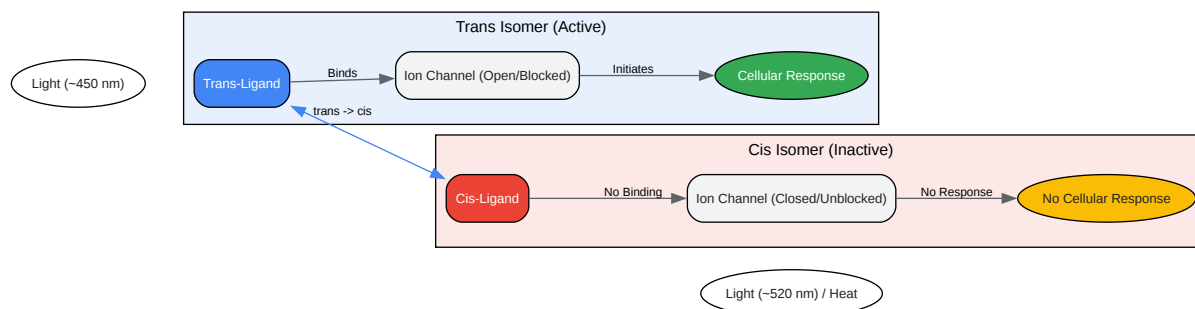 Trans Isomer (Active)
Light (~450 nm)
Trans-Ligand
Binds
Ion Channel (Open/Blocked)
Initiates
Cellular Response
trans -> cis
Cis Isomer (Inactive)
Cis-Ligand
No Binding
Ion Channel (Closed/Unblocked)
No Response
No Cellular Response
Light (~520 nm) / Heat